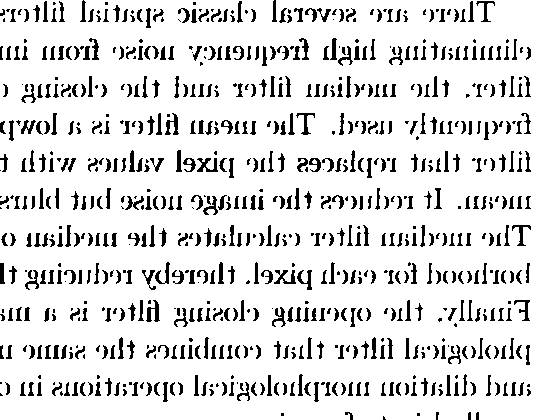 There are several classic spatial filters
eliminating high frequency noise from im
filter, the median filter and the closing o
frequently used. The mean filter is a lowp
filter that replaces the pixel values with t
mean. It reduces the image noise but blurs
The median filter calculates the median o
borhood for each pixel, thereby reducing th
Finally, the opening closing filter is a ma
phological filter that combines the same n
and dilation morphological operations in o